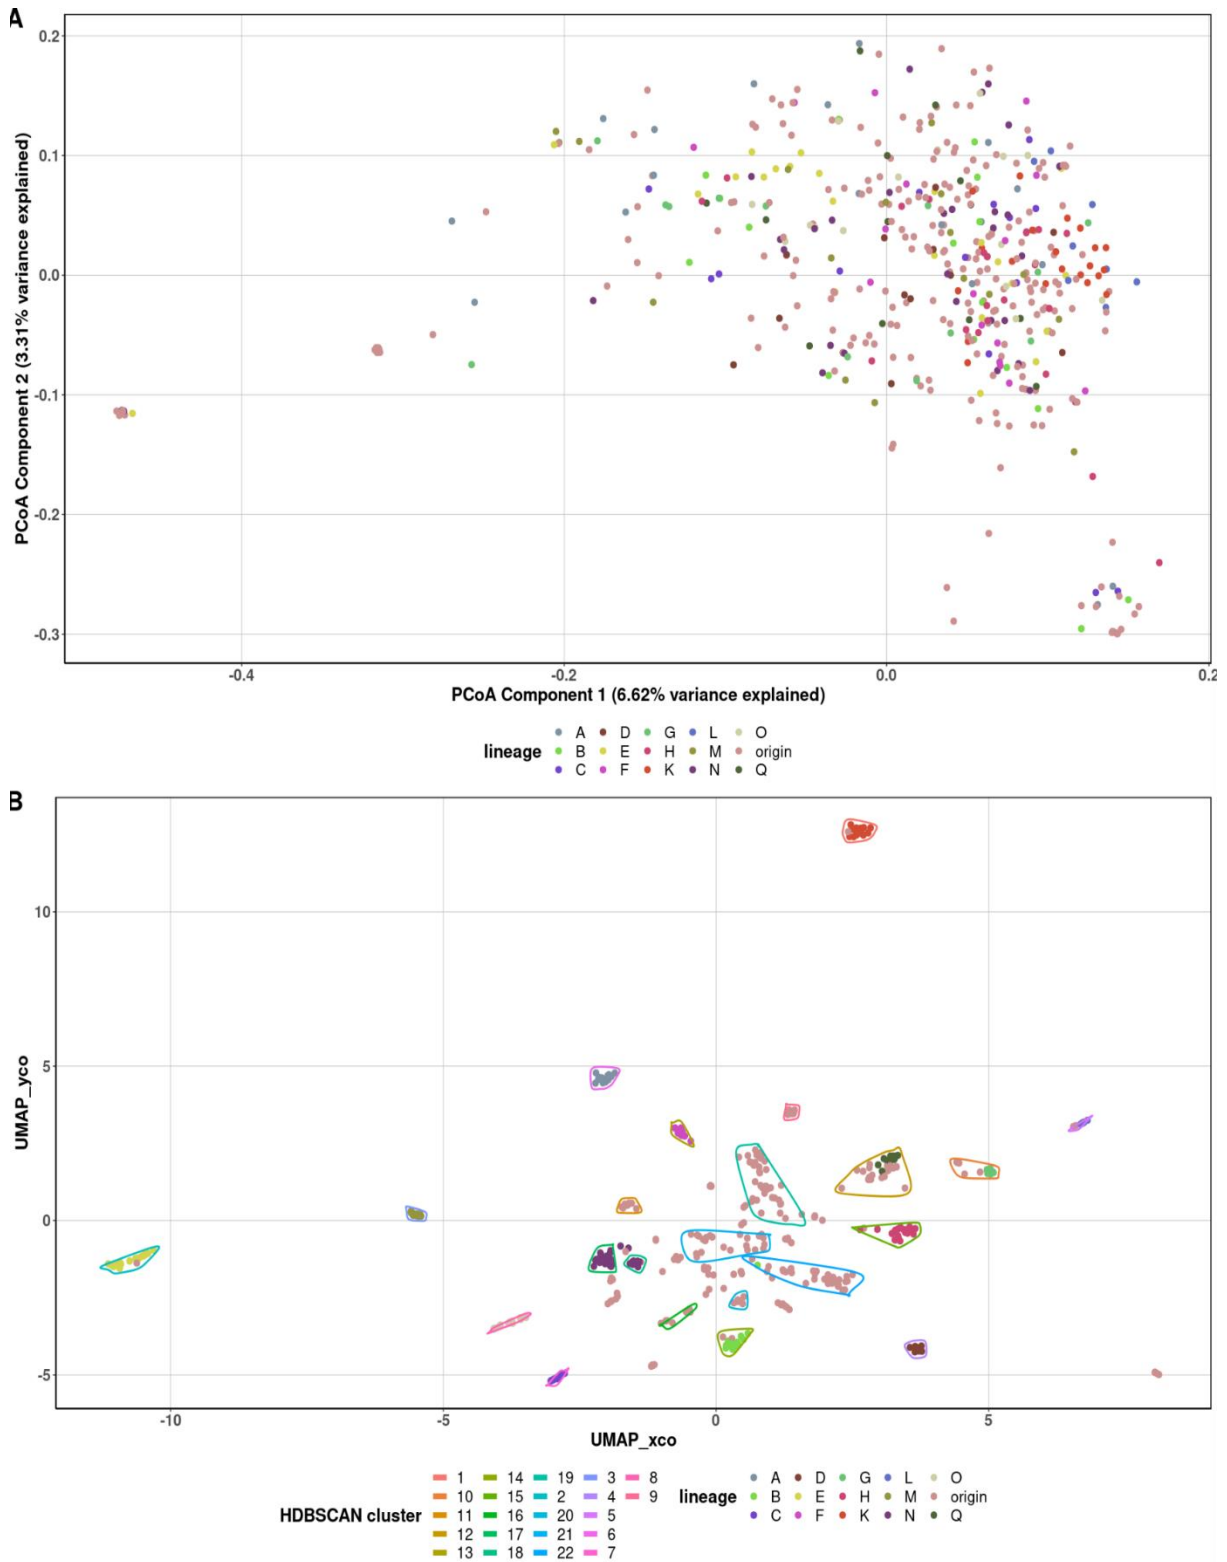 A
0.2
0.1
0.0
-0.1
-0.2
-0.3
PCoA Component 2 (3.31% variance explained)
-0.4 -0.2 0.0 0.2
PCoA Component 1 (6.62% variance explained)
lineage
A D G L O
B E H M origin
C F K N Q
B
10
5
0
-5
UMAP_yco
-10 -5 0 5
UMAP_xco
HDBSCAN cluster
1 14 19 3 8
10 15 2 4 9
11 16 20 5
12 17 21 6
13 18 22 7
lineage
A D G L O
B E H M origin
C F K N Q